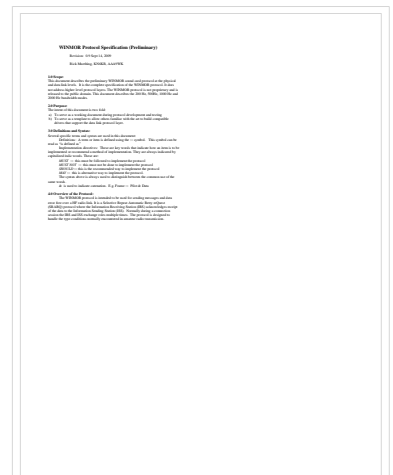 WINMOR Protocol Specification (Preliminary)
Revision: 0.9 Sept 14, 2009
Rick Muething, KN6KB, AAA9WK
1.0 Scope:
This document describes the preliminary WINMOR sound card protocol at the physical
and data link levels. It is the complete specification of the protocol. It does
not address higher level protocol layers. The WINMOR protocol is not proprietary and is
released to the public domain. This document describes the 200 Hz, 500Hz, 1000 Hz and
2000 Hz bandwidth modes.
2.0 Purpose:
The intent of this document is two fold:
a) To serve as a working document during protocol development and testing
b) To serve as a template to allow others familiar with the art to build compatible
drivers that support the data link protocol layer
3.0 Definitions and Syntax:
Several specific terms and syntax are used in this document:
Definitions: A term or item is defined using the := symbol. This symbol can be
read as "is defined as"
Implementation directives: These are key words that indicate how an item is to be
implemented or recommend a method of implementation. They are always indicated by
capitalized italic words. These are:
MUST := this must be followed to implement the protocol
MUST NOT := this must not be done to implement the protocol
SHOULD := this is the recommended way to implement the protocol
MAY := this is alternative way to implement the protocol
The syntax above is used to distinguish between the common use of the
same words.
is used to indicate
4.0 Overview of the Protocol:
The WINMOR protocol is intended to be used for sending messages and data
error free over a HF radio link. It is a Selective Repeat Automatic Retry reQuest
protocol where the Information Receiving Station (IRS) acknowledges receipt
of the data to the Information Sending Station (ISS). Normally during a connection
session the IRS and ISS exchange roles multiple times. The protocol is designed to
handle the type conditions normally encountered in amateur radio transmission.